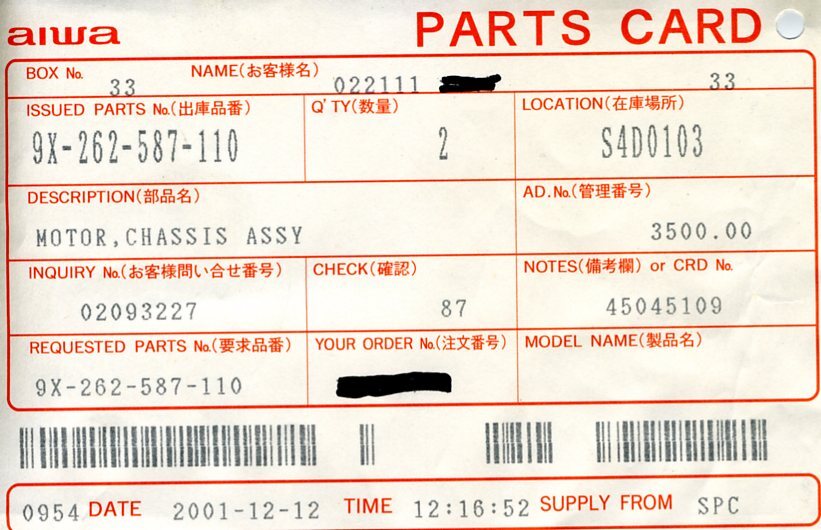 aiwa
PARTS CARD
BOX No. 33 NAME(お客様名) 022111 33
ISSUED PARTS No.(出庫品番) Q'TY(数量) LOCATION(在庫場所)
9X-262-587-110 2 S4D0103
DESCRIPTION(部品名) AD.No.(管理番号)
MOTOR,CHASSIS ASSY 3500.00
INQUIRY No.(お客様問い合せ番号) CHECK(確認) NOTES(備考欄) or CRD No.
02093227 87 45045109
REQUESTED PARTS No.(要求品番) YOUR ORDER No.(注文番号) MODEL NAME(製品名)
9X-262-587-110
0954 DATE 2001-12-12 TIME 12:16:52 SUPPLY FROM SPC